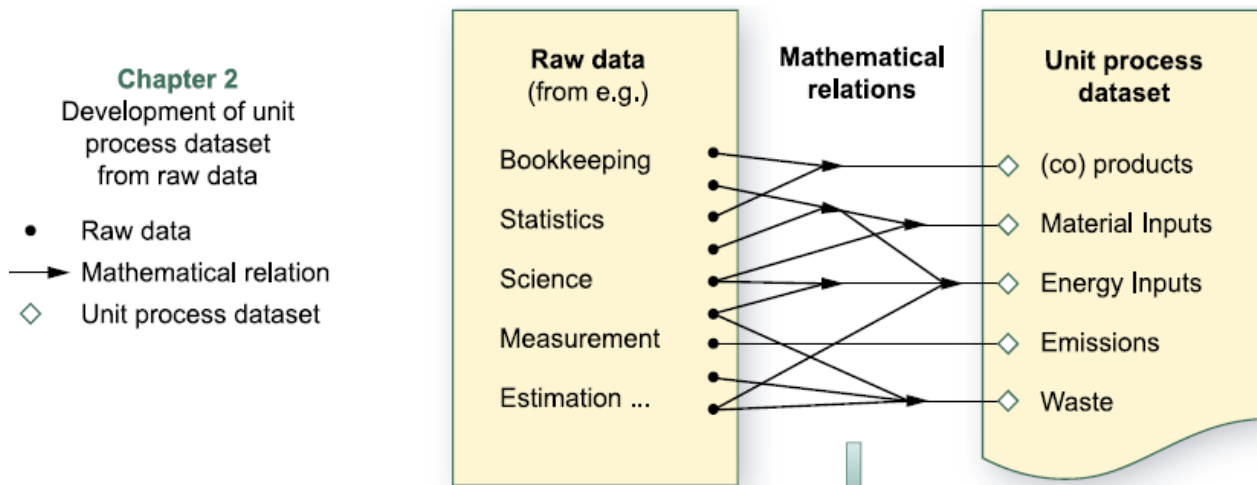 Chapter 2
Development of unit
process dataset
from raw data
Raw data
Mathematical relation
Unit process dataset
Raw data
(from e.g.)
Bookkeeping
Statistics
Science
Measurement
Estimation ...
Mathematical
relations
Unit process
dataset
(co) products
Material Inputs
Energy Inputs
Emissions
Waste